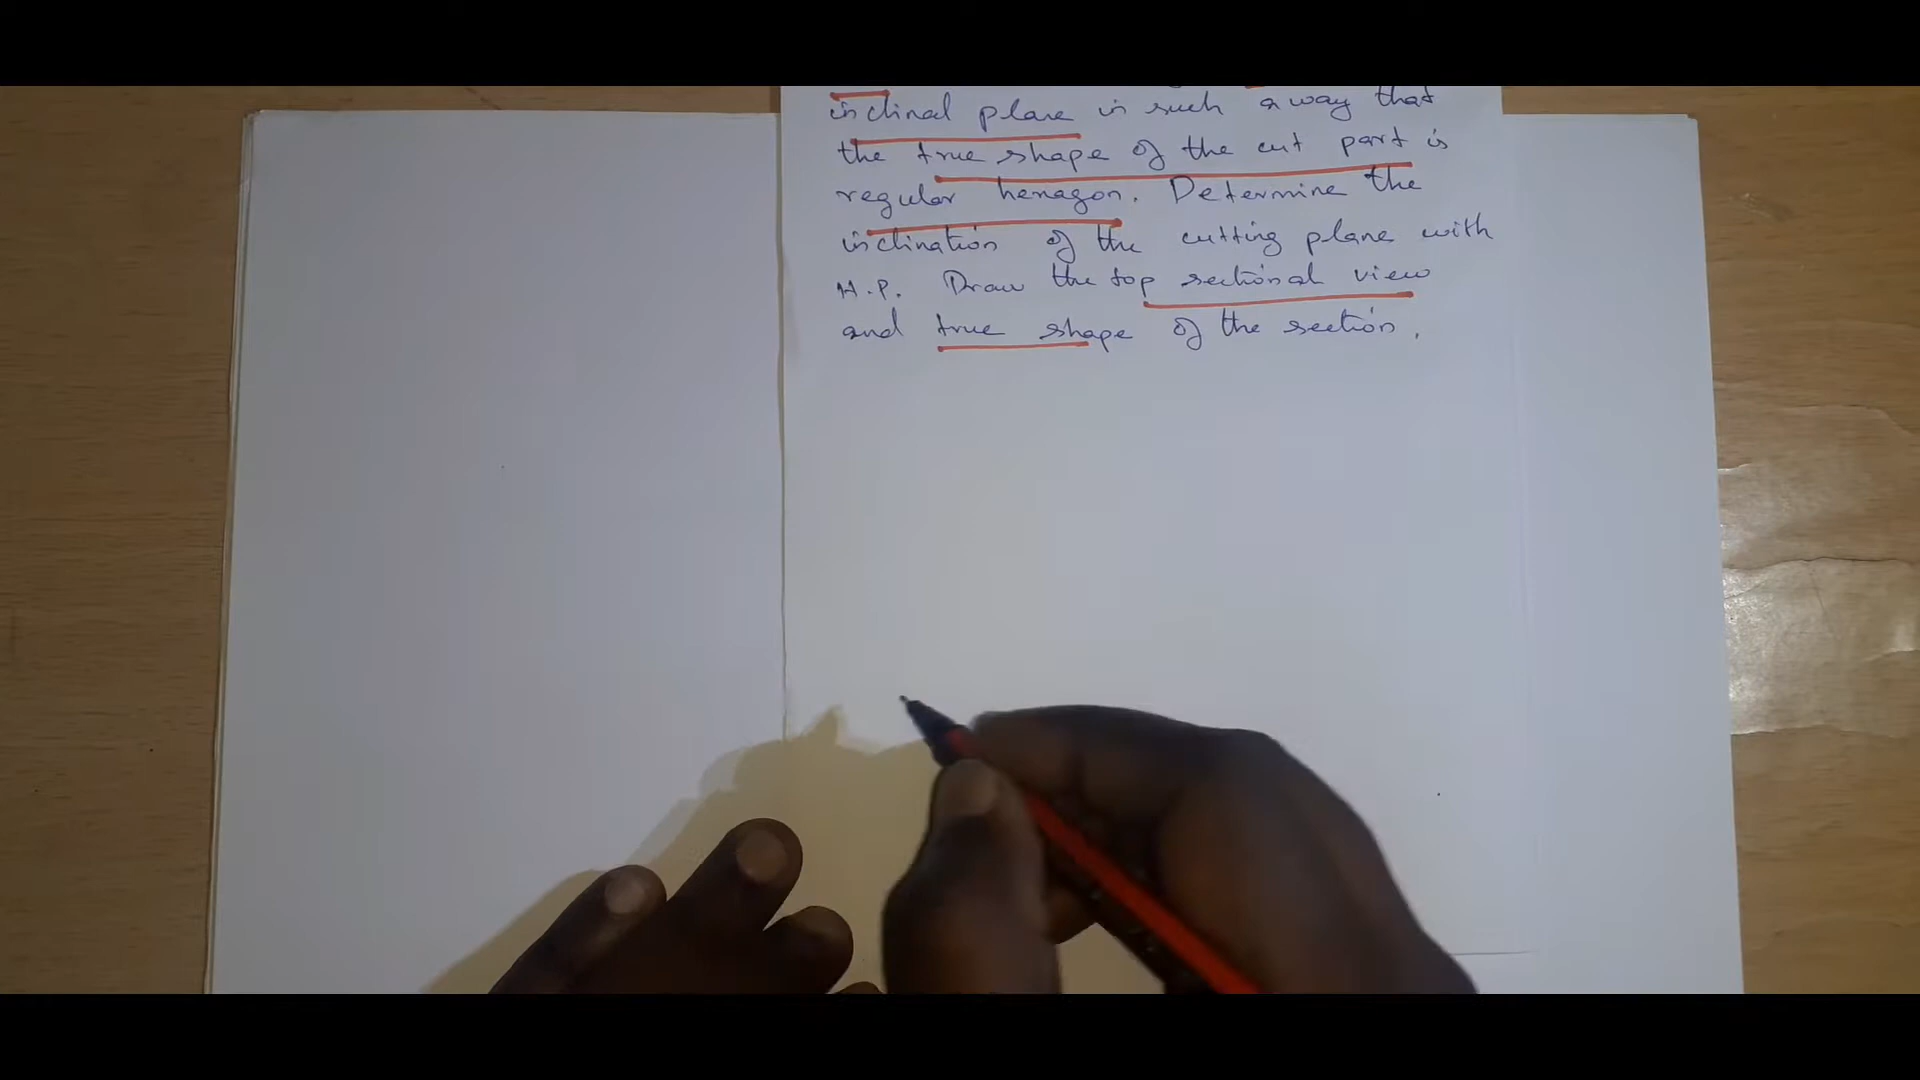 inclinal plane in such a way that
the true shape of the cut part is
regular hexagon. Determine the
inclination of the cutting plane with
H.P. Draw the top sectional view
and true shape of the section.